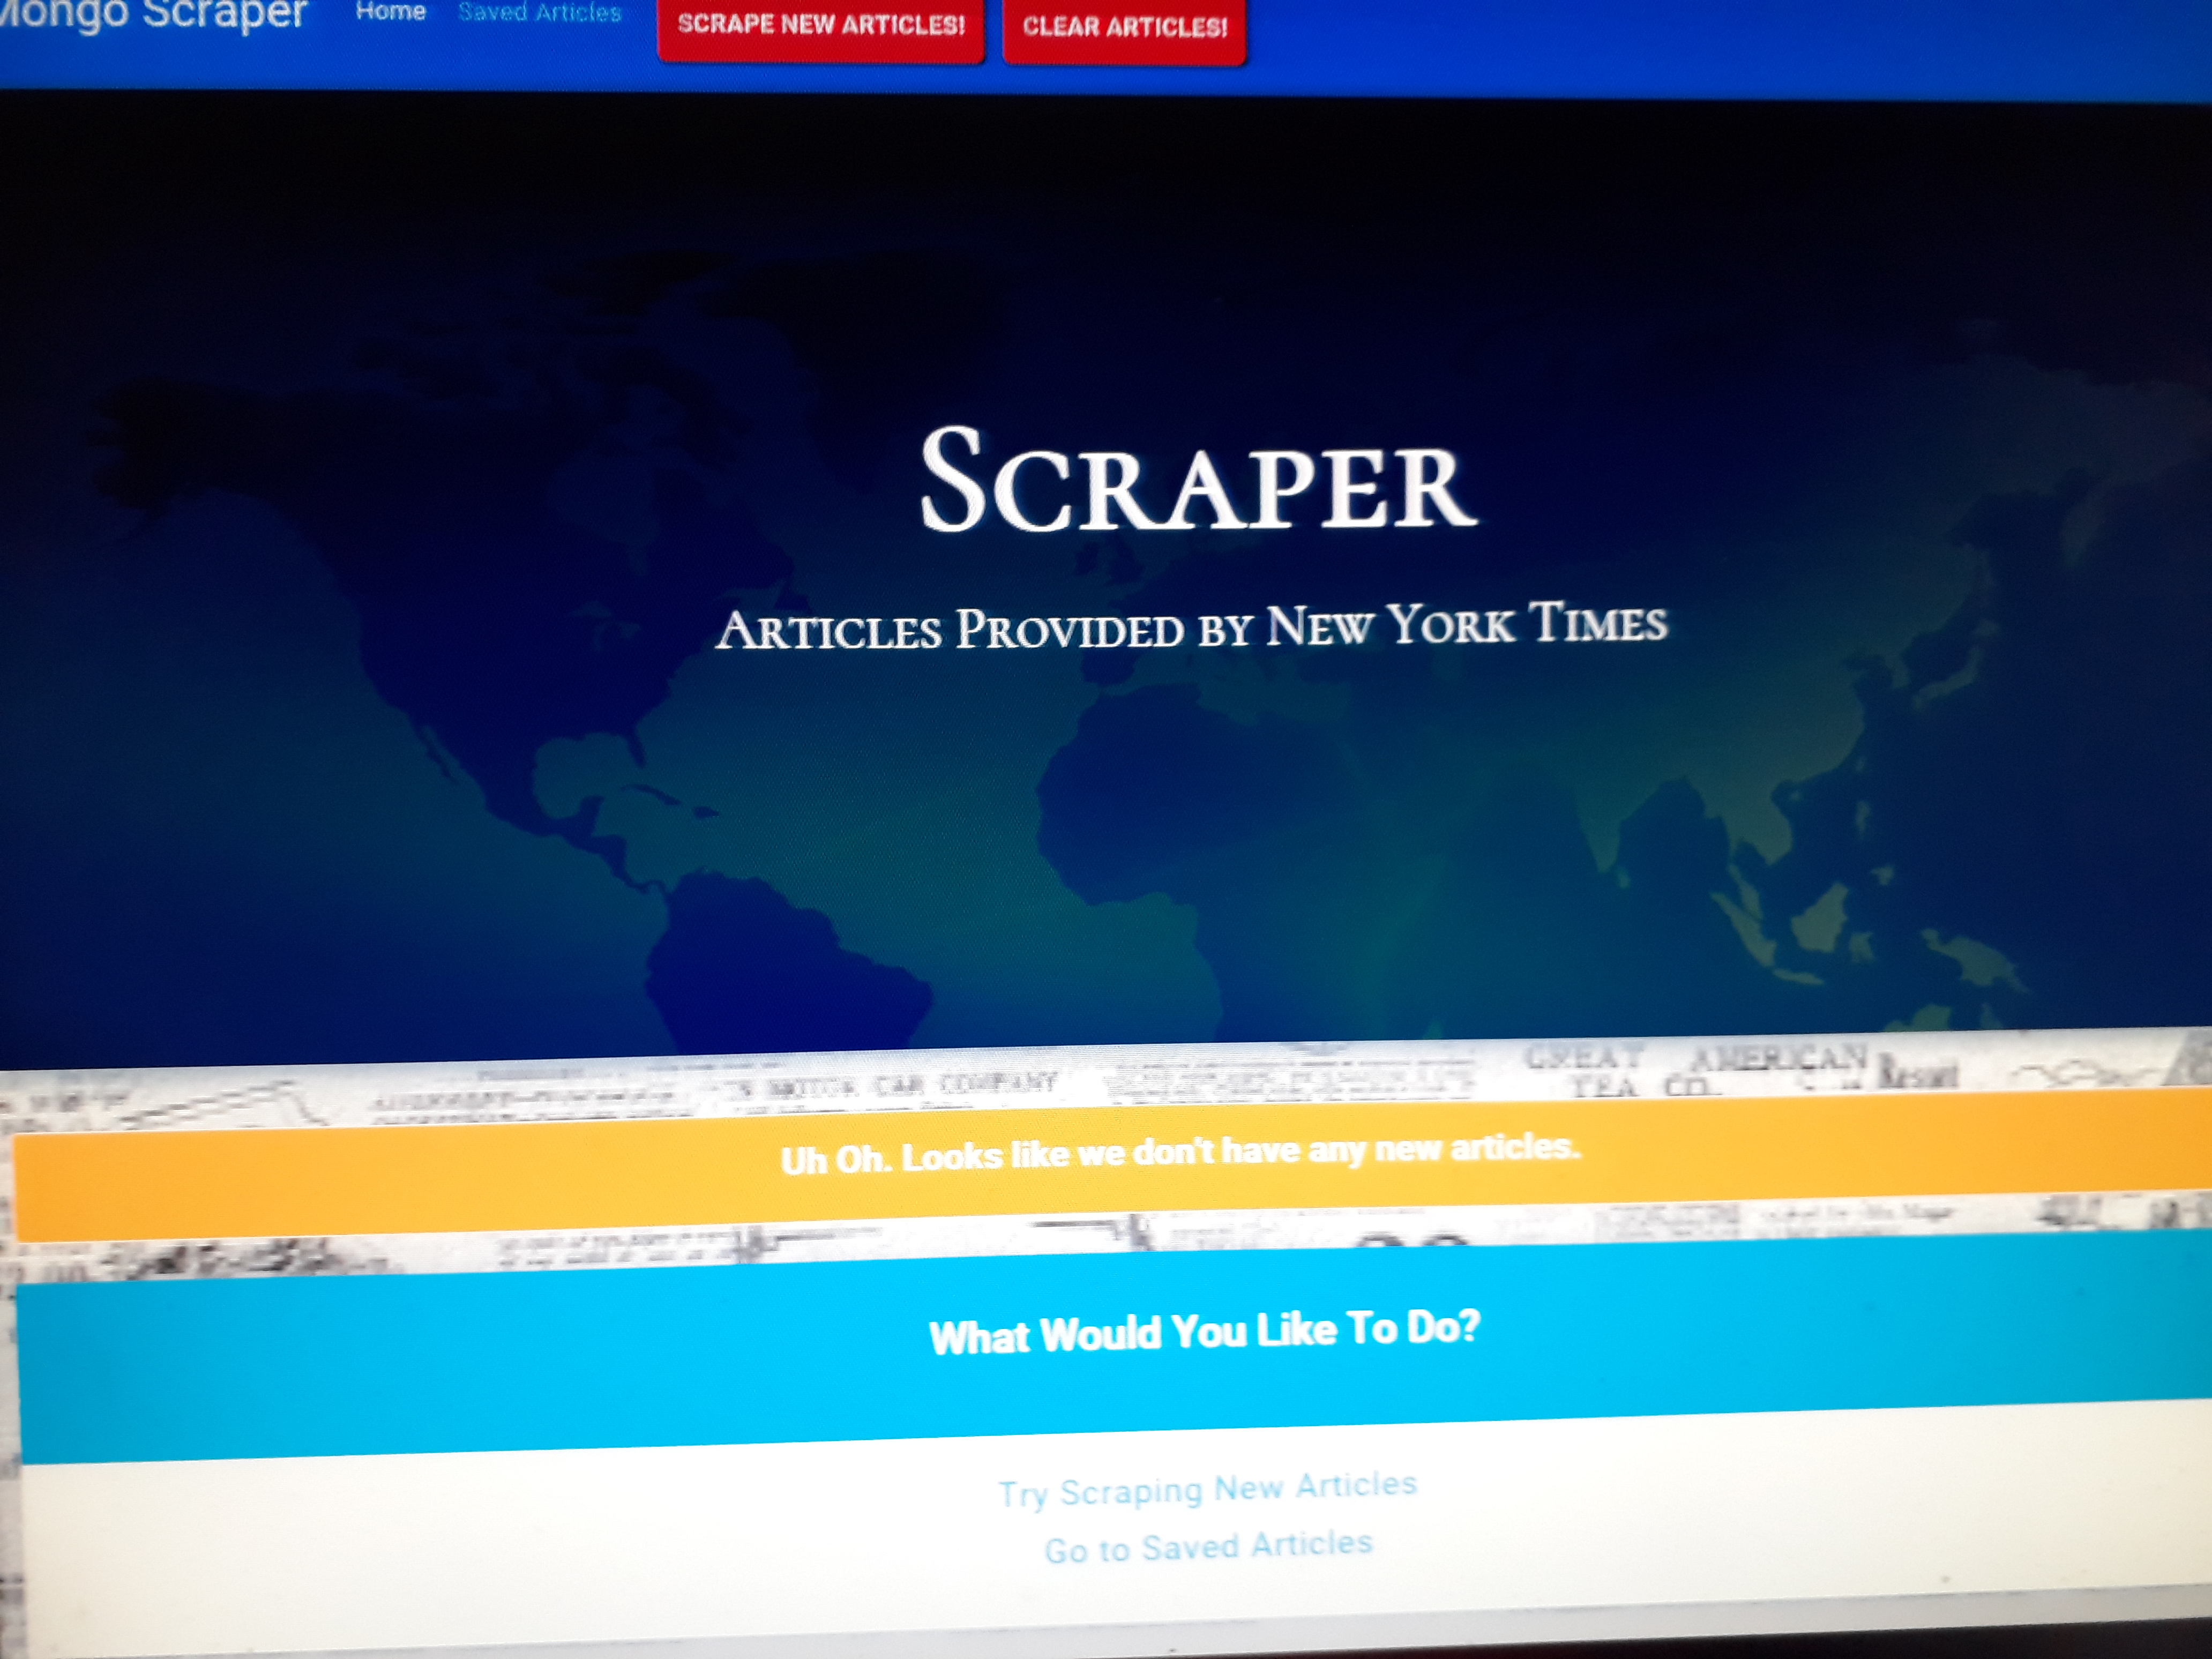 Mongo Scraper Home Saved Articles SCRAPE NEW ARTICLES! CLEAR ARTICLES!
SCRAPER
ARTICLES PROVIDED BY NEW YORK TIMES
MOTOR CAR COMPANY
GREAT AMERICAN
TEA CO. Resort
Uh Oh. Looks like we don't have any new articles.
What Would You Like To Do?
Try Scraping New Articles
Go to Saved Articles